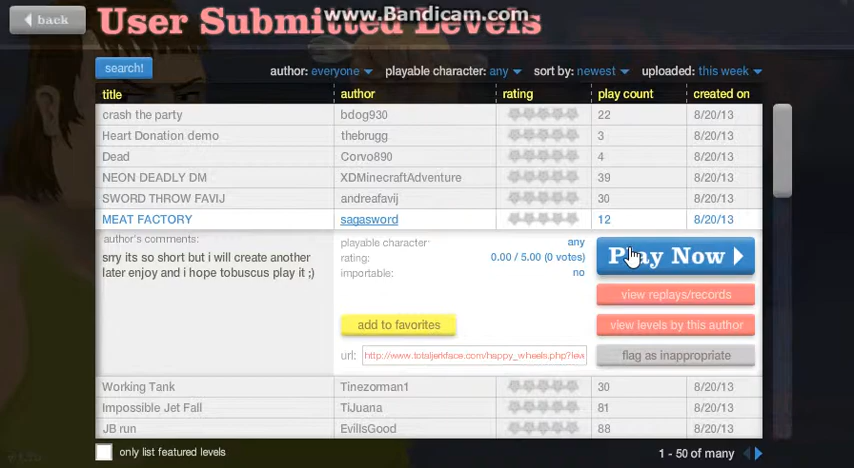 www.Bandicam.com
back
User Submitted Levels
search!
author: everyone playable character: any sort by: newest uploaded: this week
title author rating play count created on
crash the party bdog930 22 8/20/13
Heart Donation demo thebrugg 3 8/20/13
Dead Corvo890 4 8/20/13
NEON DEADLY DM XDMinecraftAdventure 39 8/20/13
SWORD THROW FAVIJ andreafavij 30 8/20/13
MEAT FACTORY sagasword 12 8/20/13
author's comments:
srry its so short but i will create another
later enjoy and i hope tobuscus play it ;)
playable character: any
rating: 0.00 / 5.00 (0 votes)
importable: no
Play Now
view replays/records
add to favorites
view levels by this author
url: http://www.totaljerkface.com/happy_wheels.php?lev
flag as inappropriate
Working Tank Tinezorman1 30 8/20/13
Impossible Jet Fall TiJuana 81 8/20/13
JB run EvilIsGood 88 8/20/13
only list featured levels
1 - 50 of many